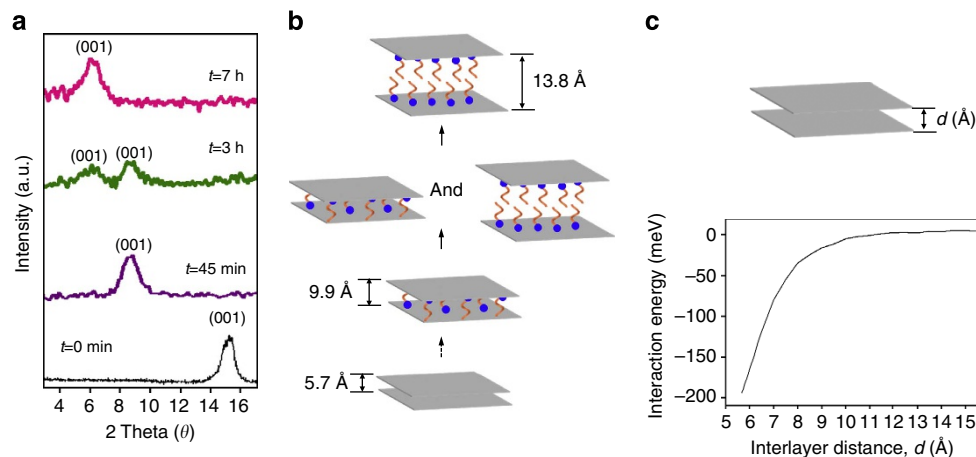 a
(001)
t=7 h
(001) (001)
t=3 h
(001)
t=45 min
(001)
t=0 min
Intensity (a.u.)
4 6 8 10 12 14 16
2 Theta (θ)
b
13.8 Å
And
9.9 Å
5.7 Å
c
d (Å)
0
−50
−100
−150
−200
Interaction energy (meV)
5 6 7 8 9 10 11 12 13 14 15
Interlayer distance, d (Å)